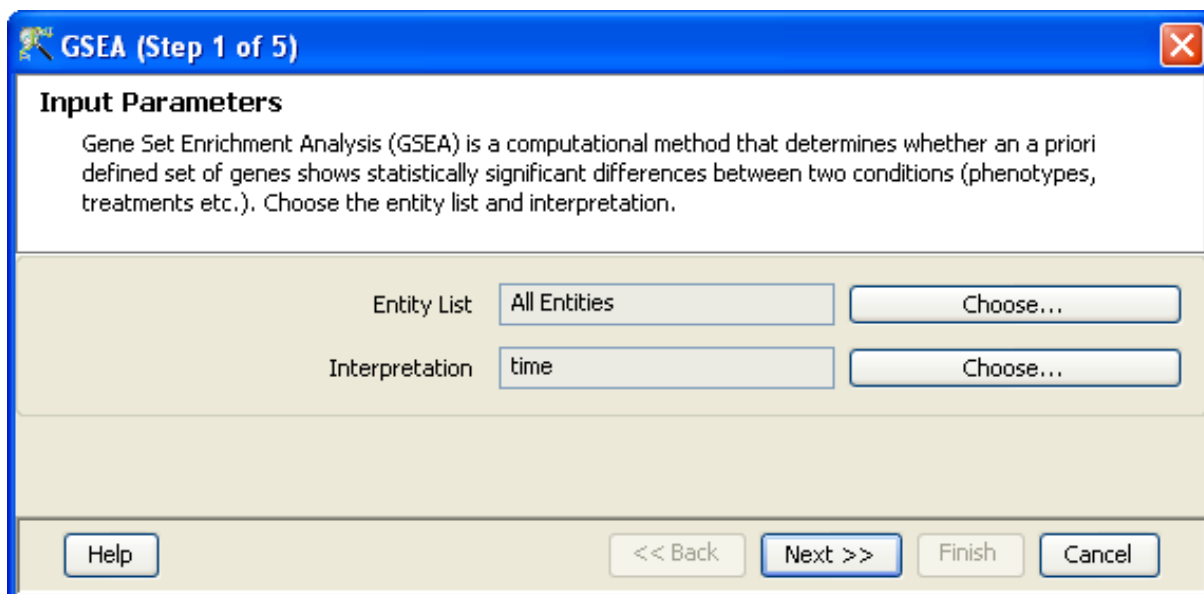 GSEA (Step 1 of 5)
Input Parameters
Gene Set Enrichment Analysis (GSEA) is a computational method that determines whether an a priori
defined set of genes shows statistically significant differences between two conditions (phenotypes,
treatments etc.). Choose the entity list and interpretation.
Entity List All Entities Choose...
Interpretation time Choose...
Help << Back Next >> Finish Cancel